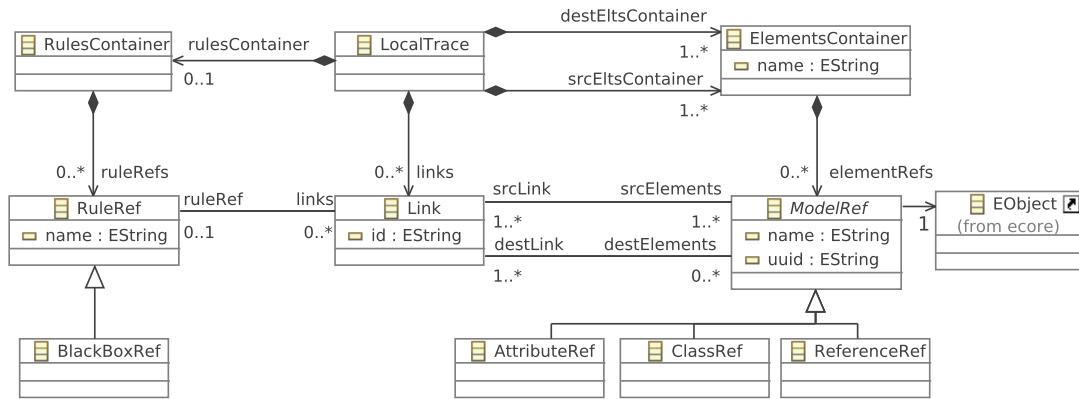 destEltsContainer
RulesContainer
rulesContainer
LocalTrace
ElementsContainer
1..*
name : EString
0..1
srcEltsContainer
1..*
0..* ruleRefs
0..* links
0..* elementRefs
RuleRef
ruleRef
links
Link
srcLink
srcElements
ModelRef
EObject
(from ecore)
name : EString
0..1
0..*
id : EString
1..*
1..*
name : EString
1
destLink
destElements
uuid : EString
1..*
0..*
BlackBoxRef
AttributeRef
ClassRef
ReferenceRef